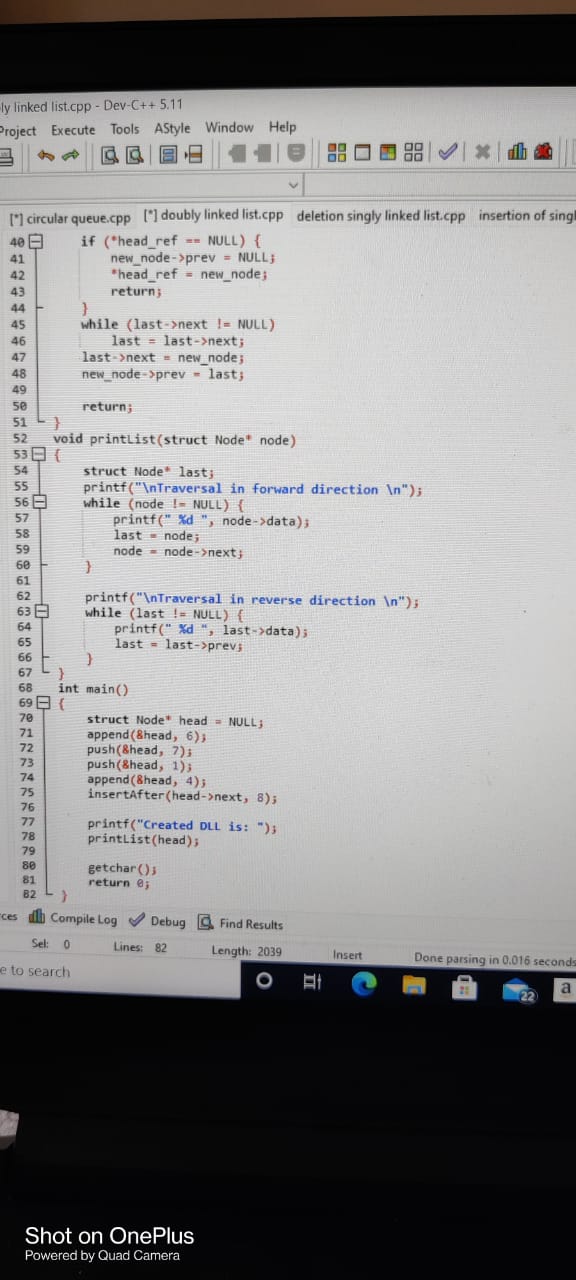 ly linked list.cpp - Dev-C++ 5.11
Project Execute Tools AStyle Window Help
[*] circular queue.cpp [*] doubly linked list.cpp deletion singly linked list.cpp insertion of singl
40 if (*head_ref == NULL) {
41 new_node->prev = NULL;
42 *head_ref = new_node;
43 return;
44 }
45 while (last->next != NULL)
46 last = last->next;
47 last->next = new_node;
48 new_node->prev = last;
49
50 return;
51 }
52 void printList(struct Node* node)
53 {
54 struct Node* last;
55 printf("\nTraversal in forward direction \n");
56 while (node != NULL) {
57 printf(" %d ", node->data);
58 last = node;
59 node = node->next;
60 }
61
62 printf("\nTraversal in reverse direction \n");
63 while (last != NULL) {
64 printf(" %d ", last->data);
65 last = last->prev;
66 }
67 }
68 int main()
69 {
70 struct Node* head = NULL;
71 append(&head, 6);
72 push(&head, 7);
73 push(&head, 1);
74 append(&head, 4);
75 insertAfter(head->next, 8);
76
77 printf("Created DLL is: ");
78 printList(head);
79
80 getchar();
81 return 0;
82 }
ces Compile Log Debug Find Results
Sel: 0 Lines: 82 Length: 2039 Insert Done parsing in 0.016 seconds
e to search
22
a
Shot on OnePlus
Powered by Quad Camera